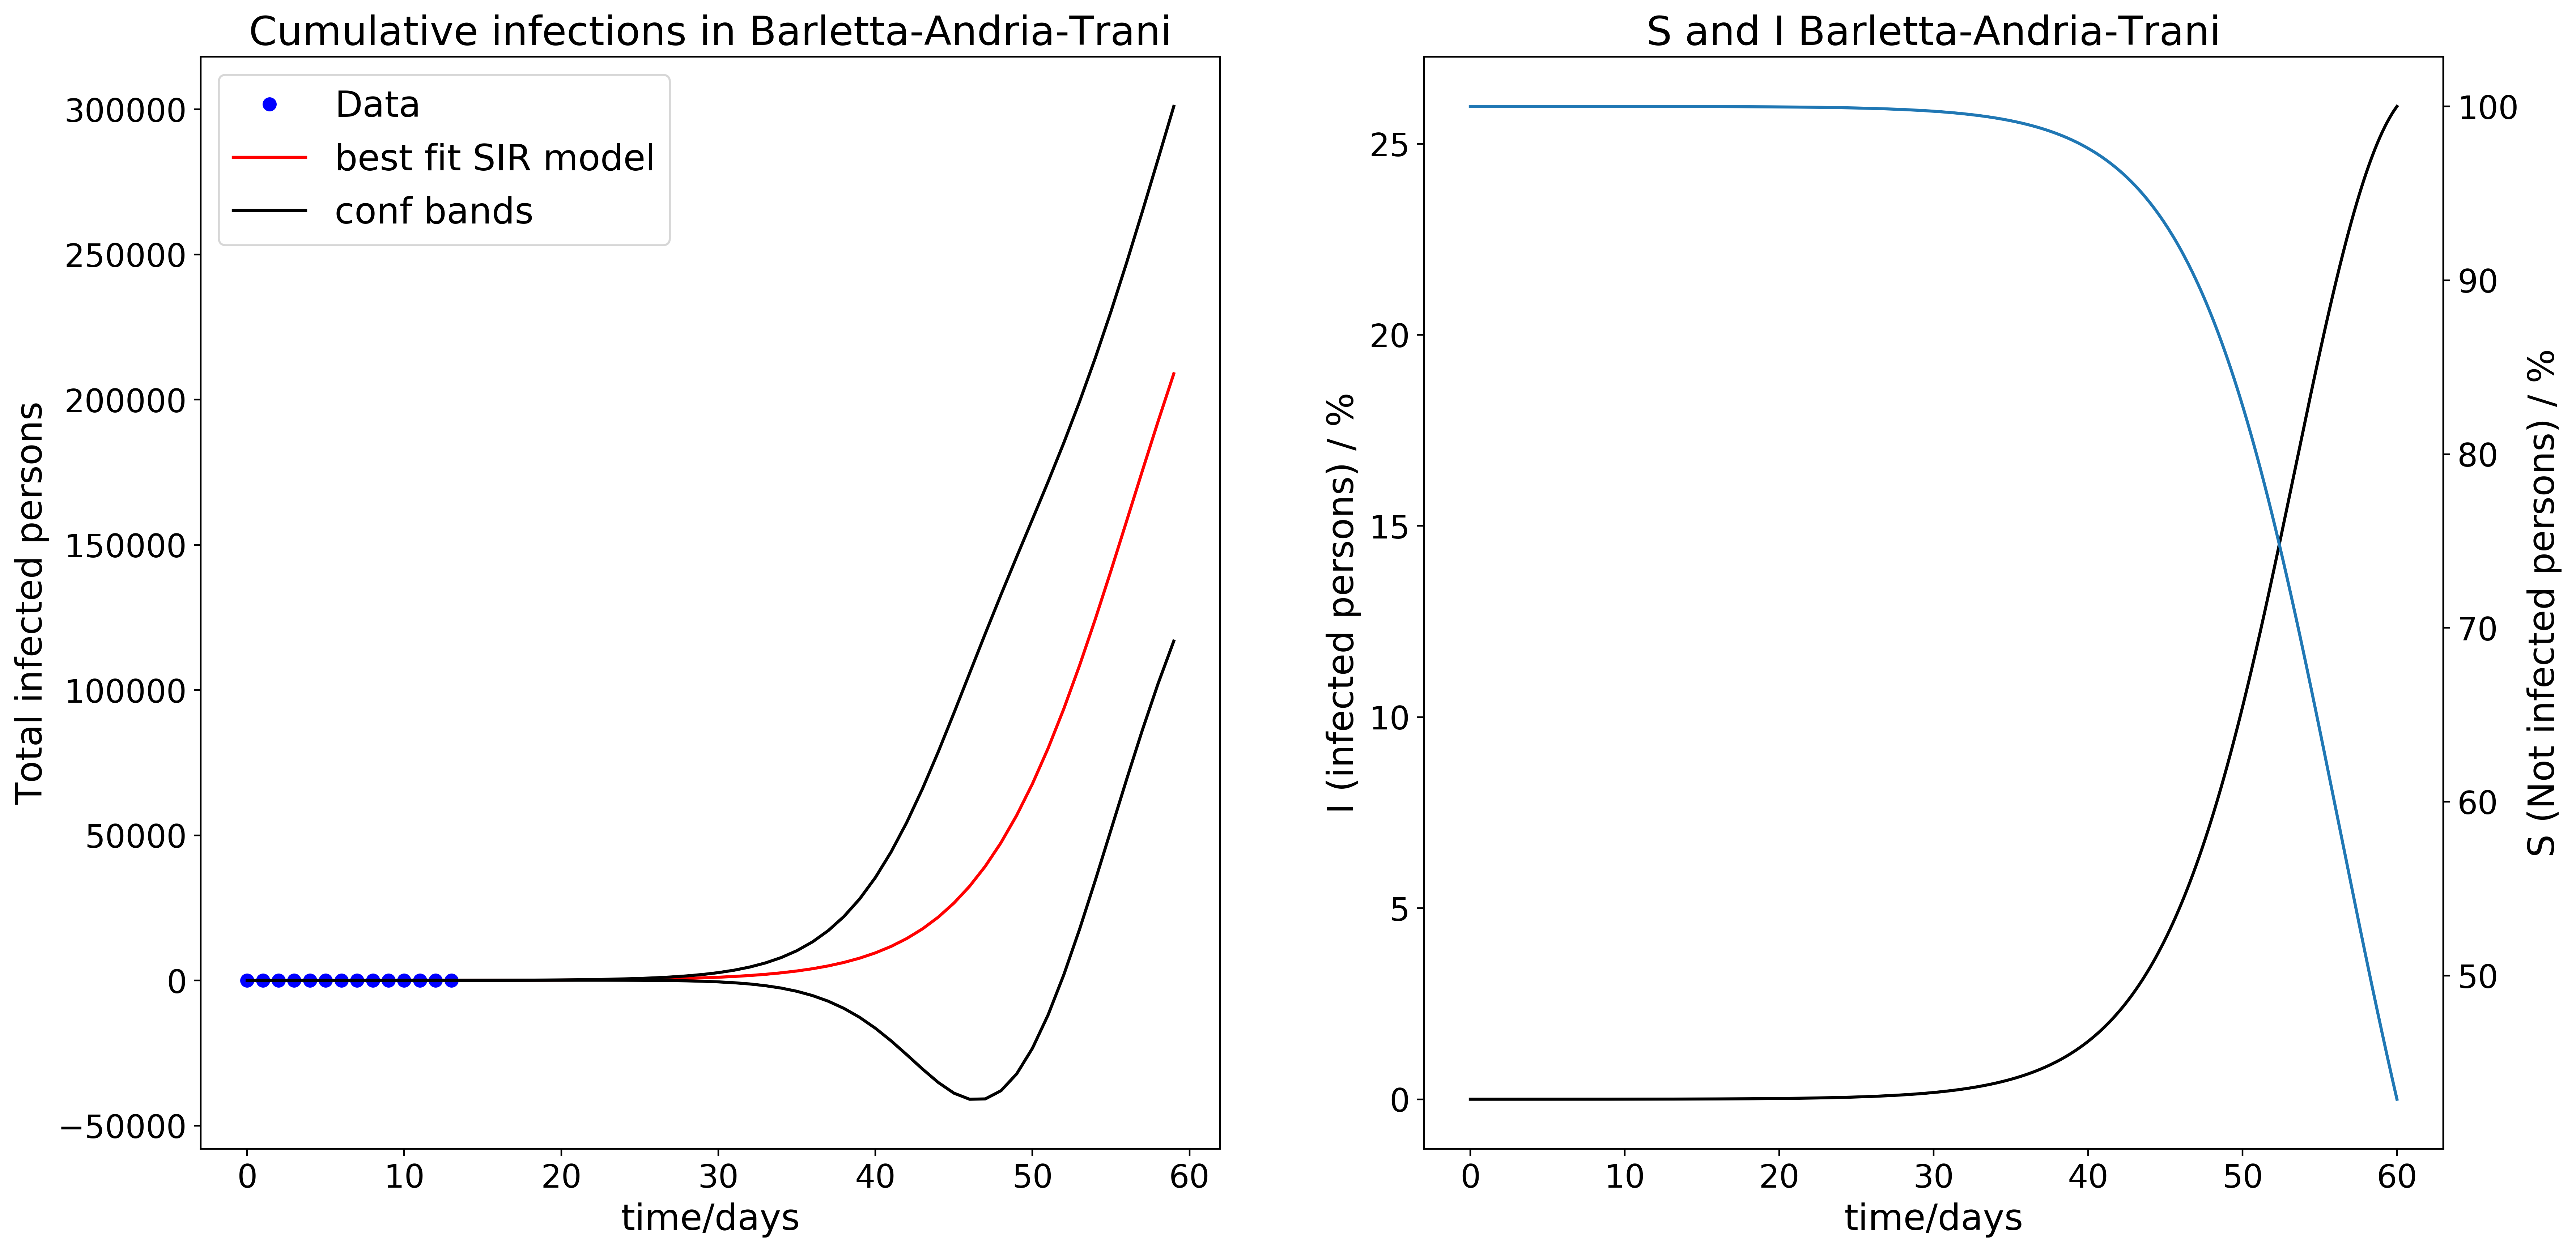 Cumulative infections in Barletta-Andria-Trani
Data
best fit SIR model
conf bands
Total infected persons
300000
250000
200000
150000
100000
50000
0
−50000
0 10 20 30 40 50 60
time/days
S and I Barletta-Andria-Trani
I (infected persons) / %
25
20
15
10
5
0
0 10 20 30 40 50 60
time/days
100
90
80
70
60
50
S (Not infected persons) / %